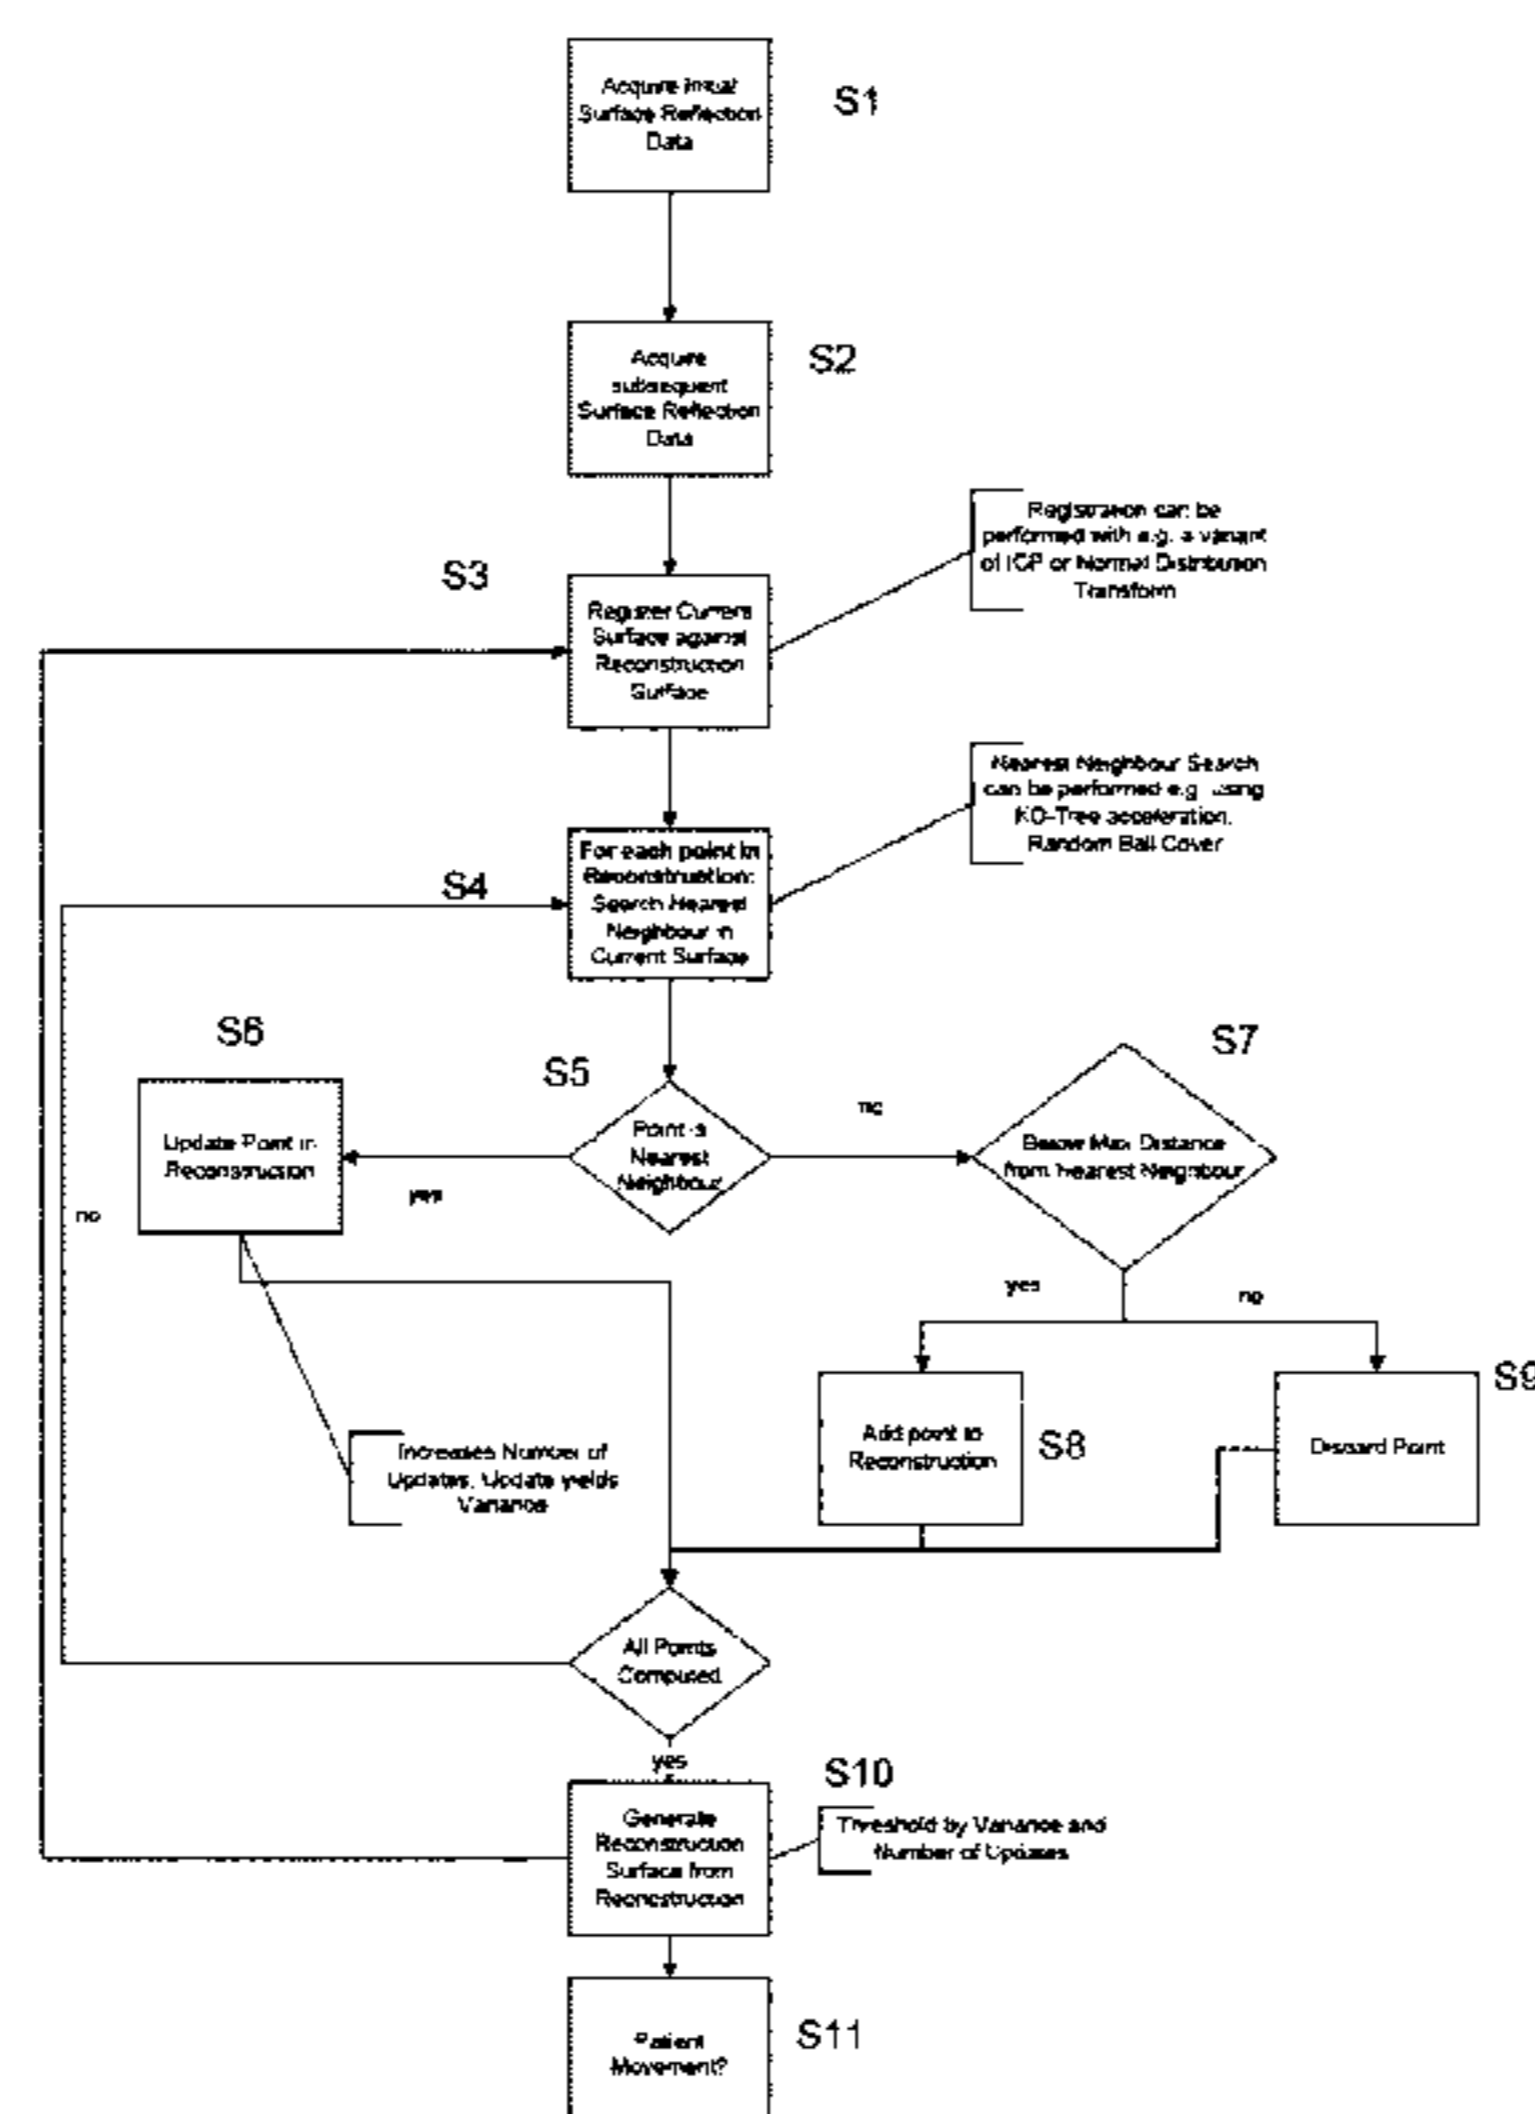 Acquire Initial
Surface Reflection
Data
S1
Acquire
subsequent
Surface Reflection
Data
S2
S3
Register Current
Surface against
Reconstruction
Surface
Registration can be
performed with e.g. a variant
of ICP or Normal Distribution
Transform
S4
For each point in
Reconstruction:
Search Nearest
Neighbour in
Current Surface
Nearest Neighbour Search
can be performed e.g. using
KD-Tree acceleration,
Random Ball Cover
S6
Update Point in
Reconstruction
S5
Point is
Nearest
Neighbour
yes
no
S7
Below Max Distance
from Nearest Neighbour
no
yes
no
Increases Number of
Updates, Update yields
Variance
Add point to
Reconstruction
S8
Discard Point
S9
All Points
Computed
yes
Generate
Reconstruction
Surface from
Reconstruction
S10
Threshold by Variance and
Number of Updates
Patient
Movement?
S11